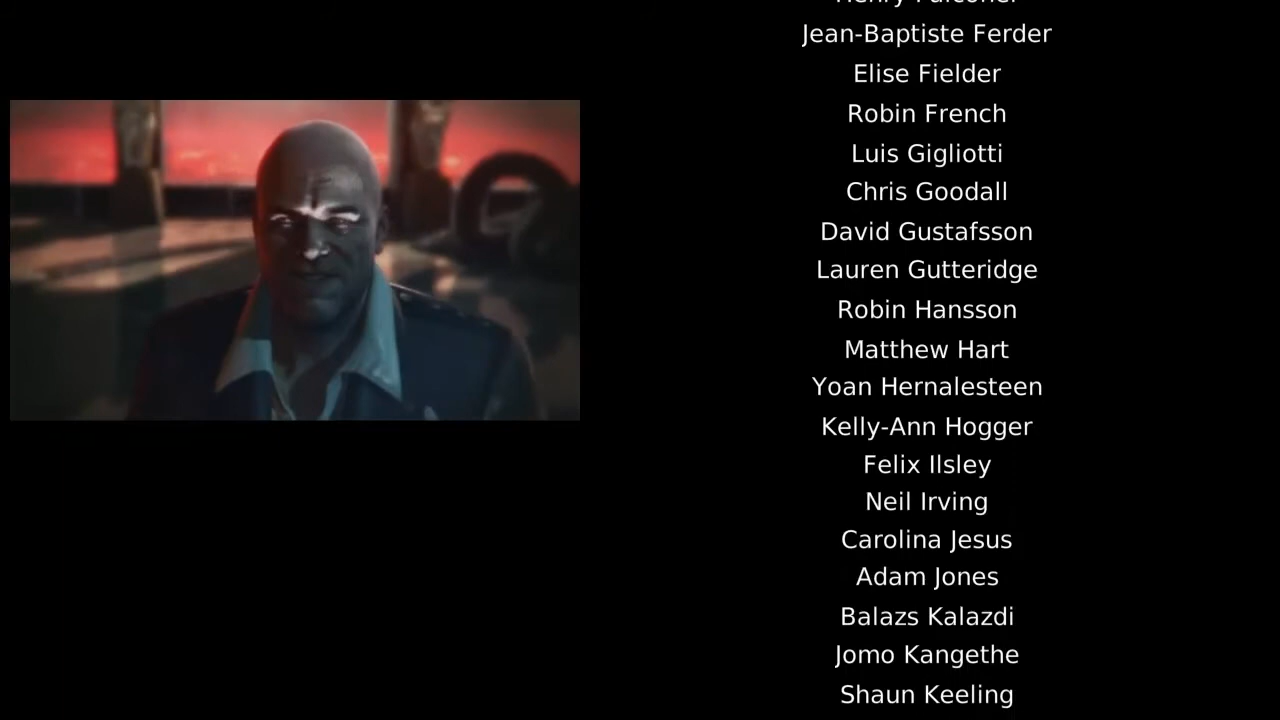 Jean-Baptiste Ferder
Elise Fielder
Robin French
Luis Gigliotti
Chris Goodall
David Gustafsson
Lauren Gutteridge
Robin Hansson
Matthew Hart
Yoan Hernalesteen
Kelly-Ann Hogger
Felix Ilsley
Neil Irving
Carolina Jesus
Adam Jones
Balazs Kalazdi
Jomo Kangethe
Shaun Keeling